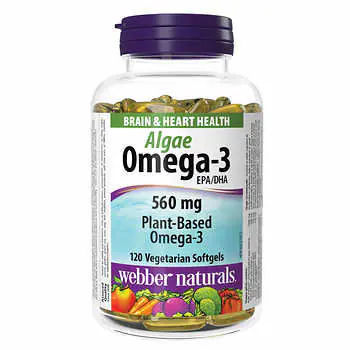 BRAIN & HEART HEALTH
Algae
Omega-3
EPA/DHA
560 mg
Plant-Based
Omega-3
120 Vegetarian Softgels
webber naturals.